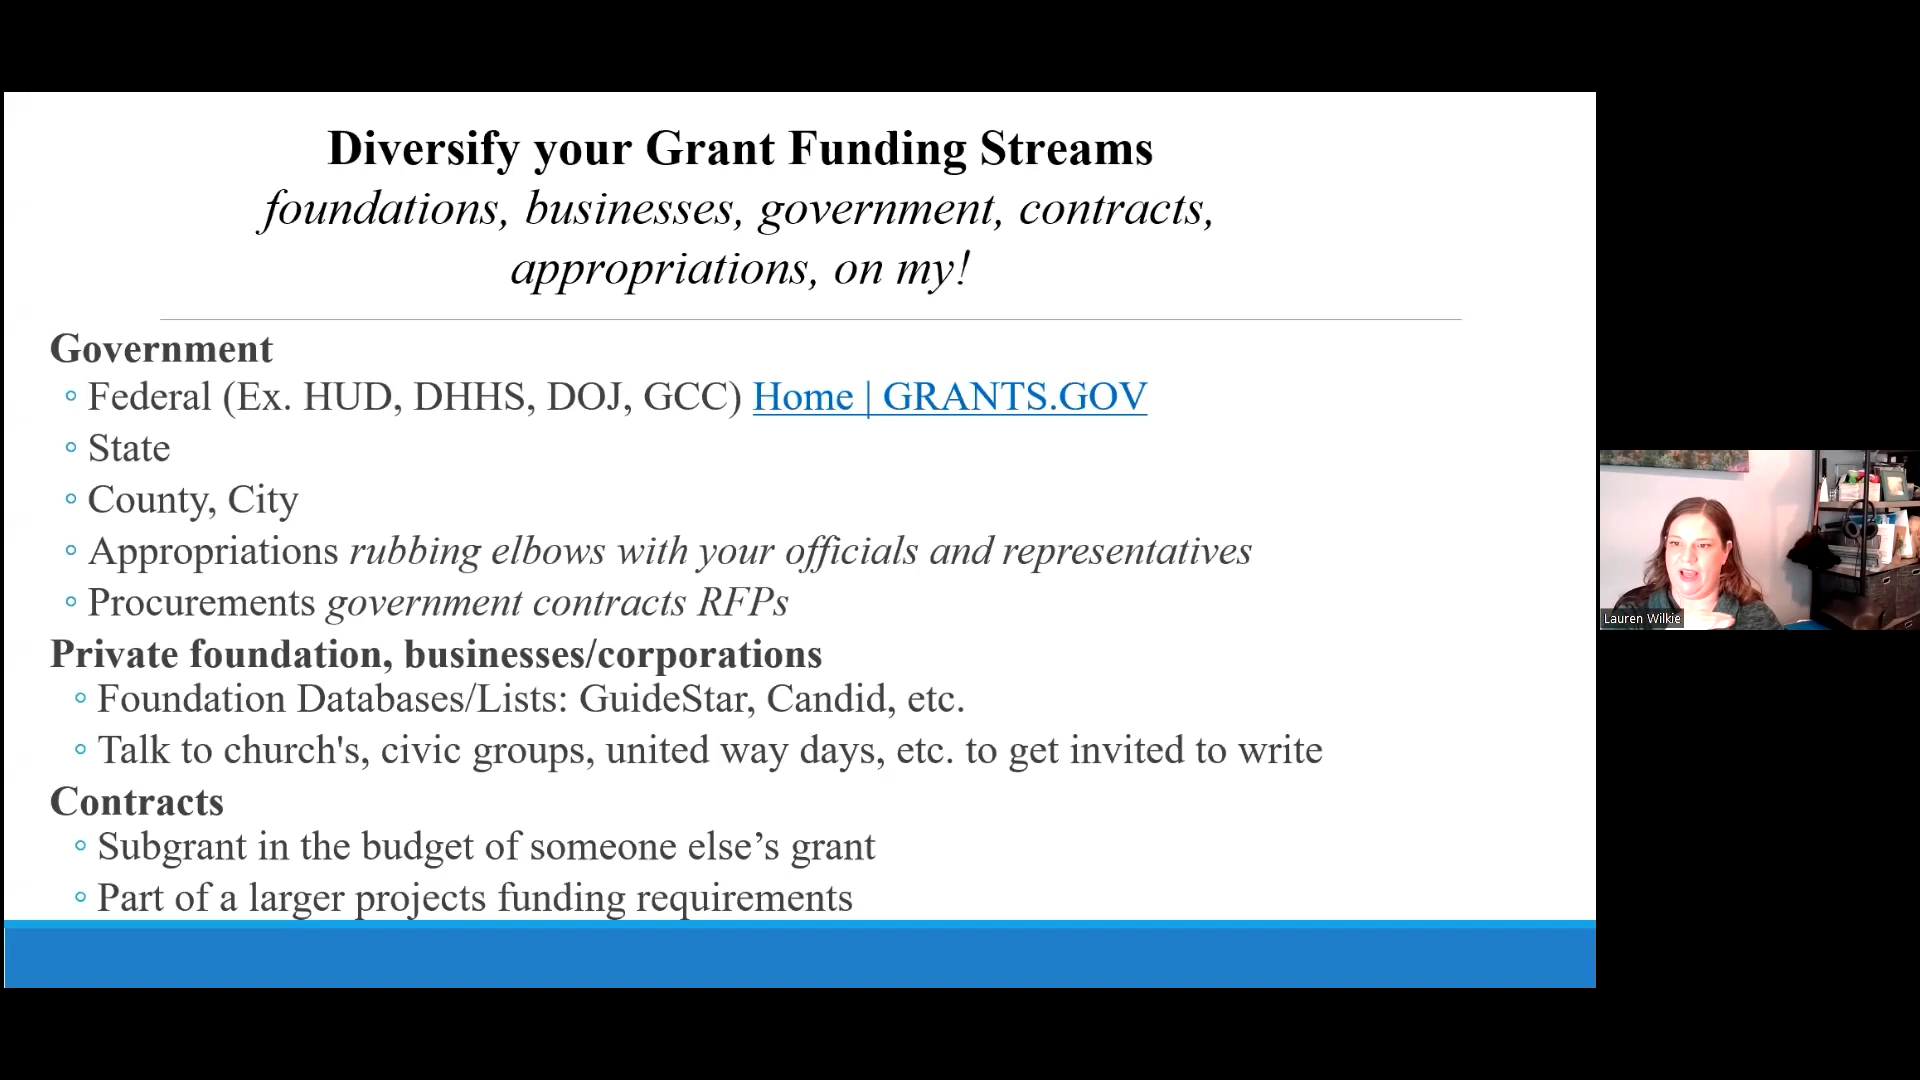 Diversify your Grant Funding Streams
foundations, businesses, government, contracts,
appropriations, on my!
Government
◦ Federal (Ex. HUD, DHHS, DOJ, GCC) Home | GRANTS.GOV
◦ State
◦ County, City
◦ Appropriations rubbing elbows with your officials and representatives
◦ Procurements government contracts RFPs
Private foundation, businesses/corporations
◦ Foundation Databases/Lists: GuideStar, Candid, etc.
◦ Talk to church's, civic groups, united way days, etc. to get invited to write
Contracts
◦ Subgrant in the budget of someone else’s grant
◦ Part of a larger projects funding requirements
Lauren Wilkie